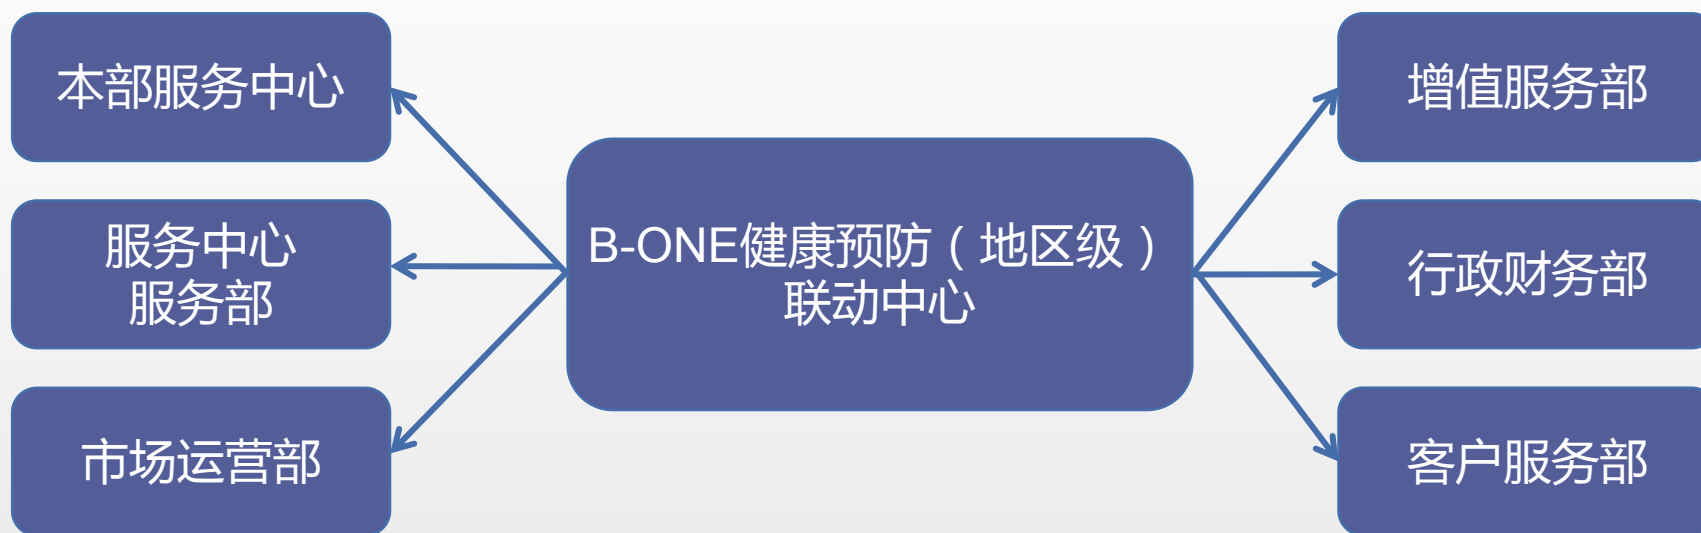 本部服务中心
服务中心
服务部
市场运营部
B-ONE健康预防（地区级）
联动中心
增值服务部
行政财务部
客户服务部